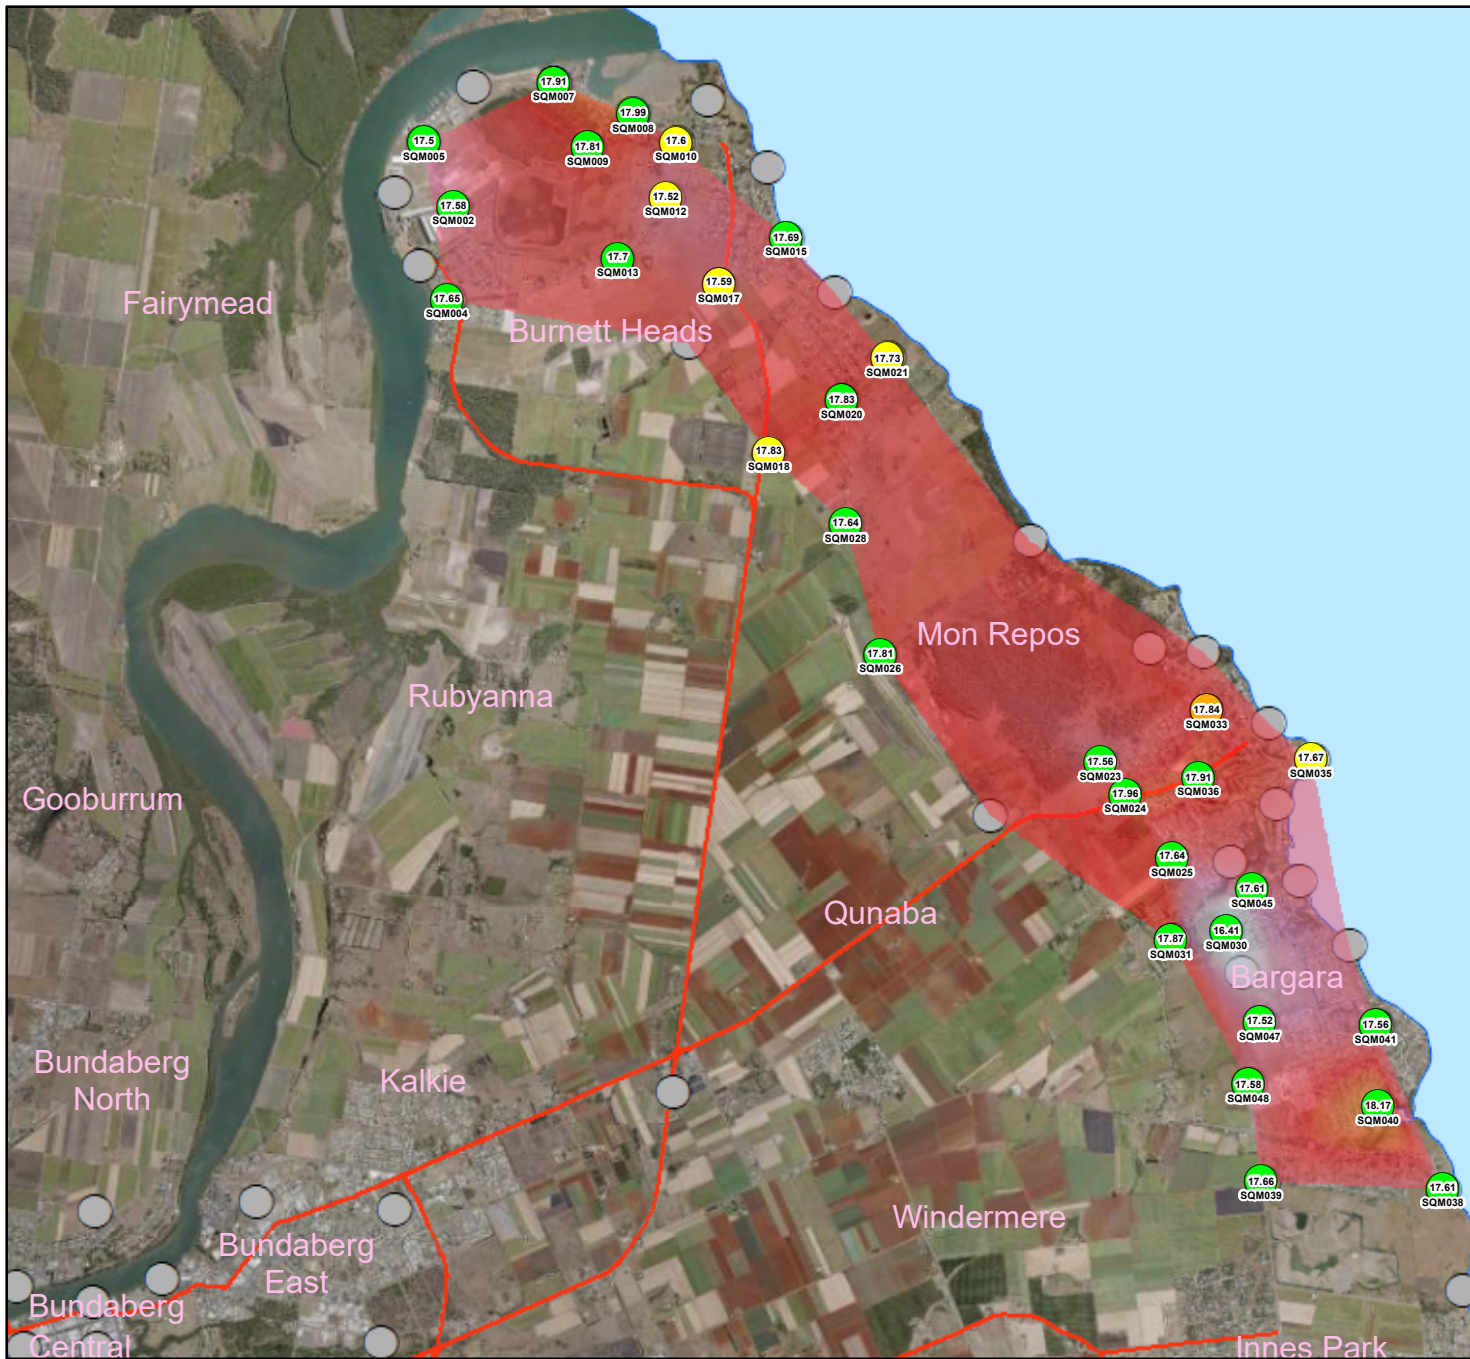 17.91
SQM007
17.99
SQM008
17.5
SQM005
17.81
SQM009
17.6
SQM010
17.58
SQM002
17.52
SQM012
17.69
SQM015
17.7
SQM013
17.59
SQM017
17.65
SQM004
Fairymead
Burnett Heads
17.73
SQM021
17.83
SQM020
17.83
SQM018
17.64
SQM028
Mon Repos
17.81
SQM026
Rubyanna
17.84
SQM033
17.56
SQM023
17.67
SQM035
17.91
SQM036
17.96
SQM024
Gooburrum
17.64
SQM025
17.61
SQM045
Qunaba
16.41
SQM030
17.87
SQM031
Bargara
17.52
SQM047
17.56
SQM041
Bundaberg
North
Kalkie
17.58
SQM048
18.17
SQM040
17.66
SQM039
17.61
SQM038
Windermere
Bundaberg
East
Bundaberg
Central
Innes Park